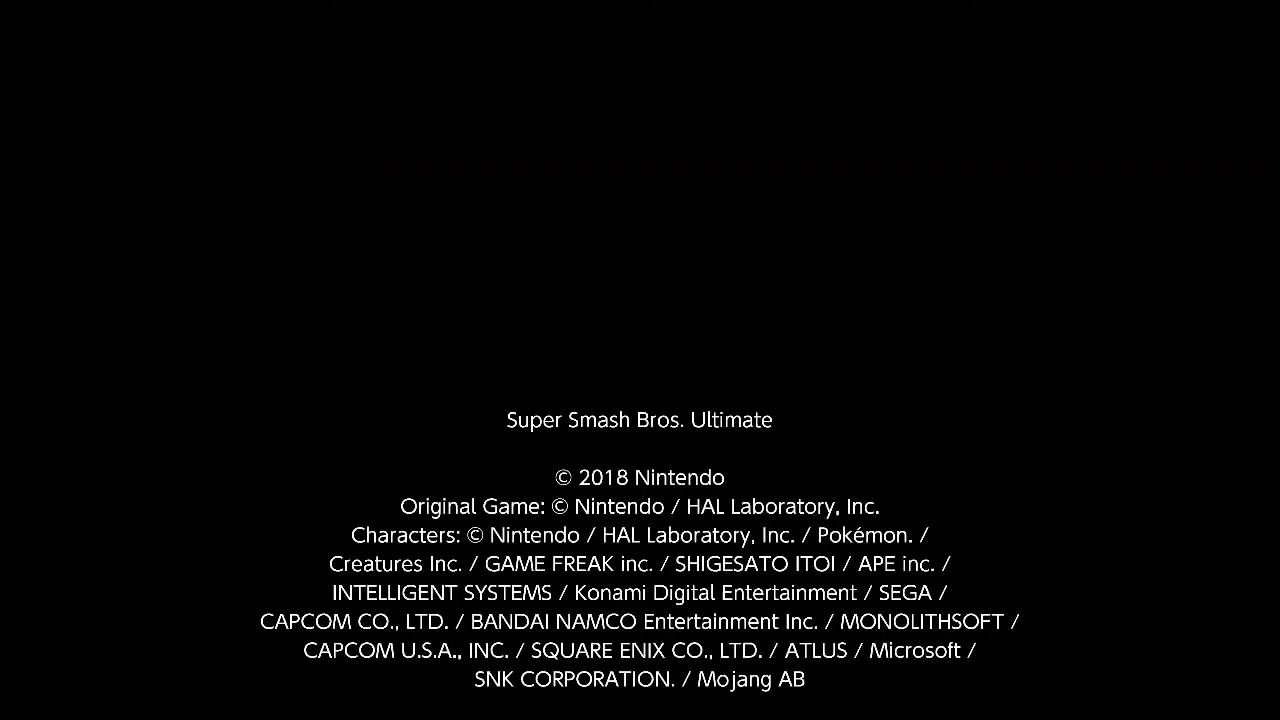 Super Smash Bros. Ultimate
© 2018 Nintendo
Original Game: © Nintendo / HAL Laboratory, Inc.
Characters: © Nintendo / HAL Laboratory, Inc. / Pokémon. /
Creatures Inc. / GAME FREAK inc. / SHIGESATO ITOI / APE inc. /
INTELLIGENT SYSTEMS / Konami Digital Entertainment / SEGA /
CAPCOM CO., LTD. / BANDAI NAMCO Entertainment Inc. / MONOLITHSOFT /
CAPCOM U.S.A., INC. / SQUARE ENIX CO., LTD. / ATLUS / Microsoft /
SNK CORPORATION. / Mojang AB